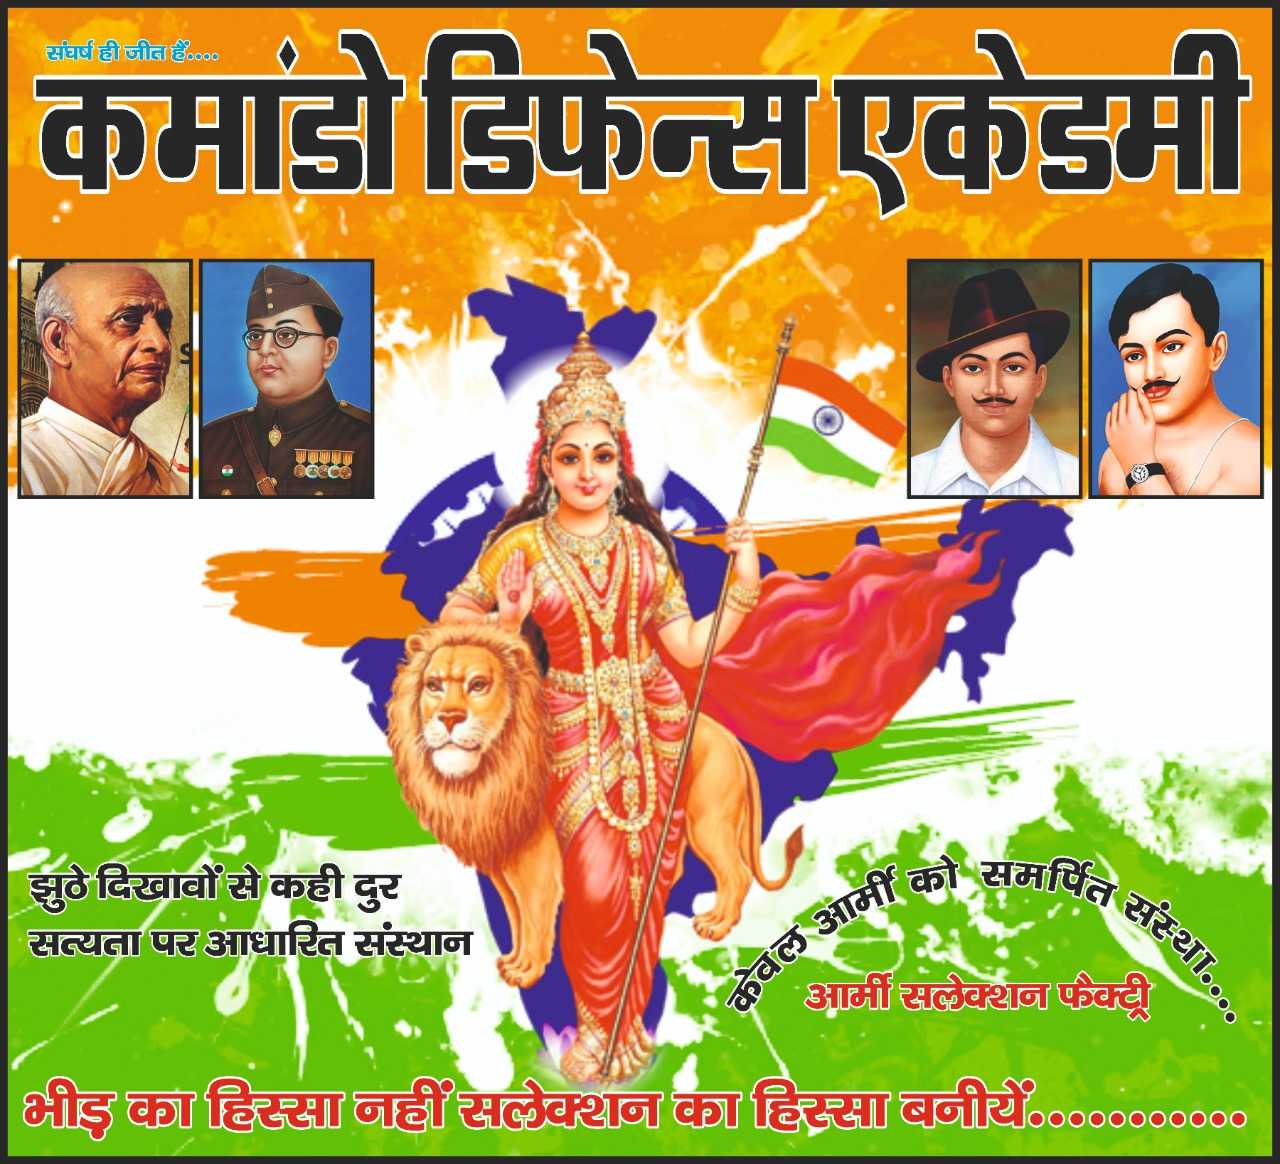 संघर्ष ही जीत हैं....
कमांडो डिफेन्स एकेडमी
झुठे दिखावों से कही दुर
सत्यता पर आधारित संस्थान
केवल आर्मी को समर्पित संस्था....
आर्मी सलेक्शन फैक्ट्री
भीड़ का हिस्सा नहीं सलेक्शन का हिस्सा बनीयें...........